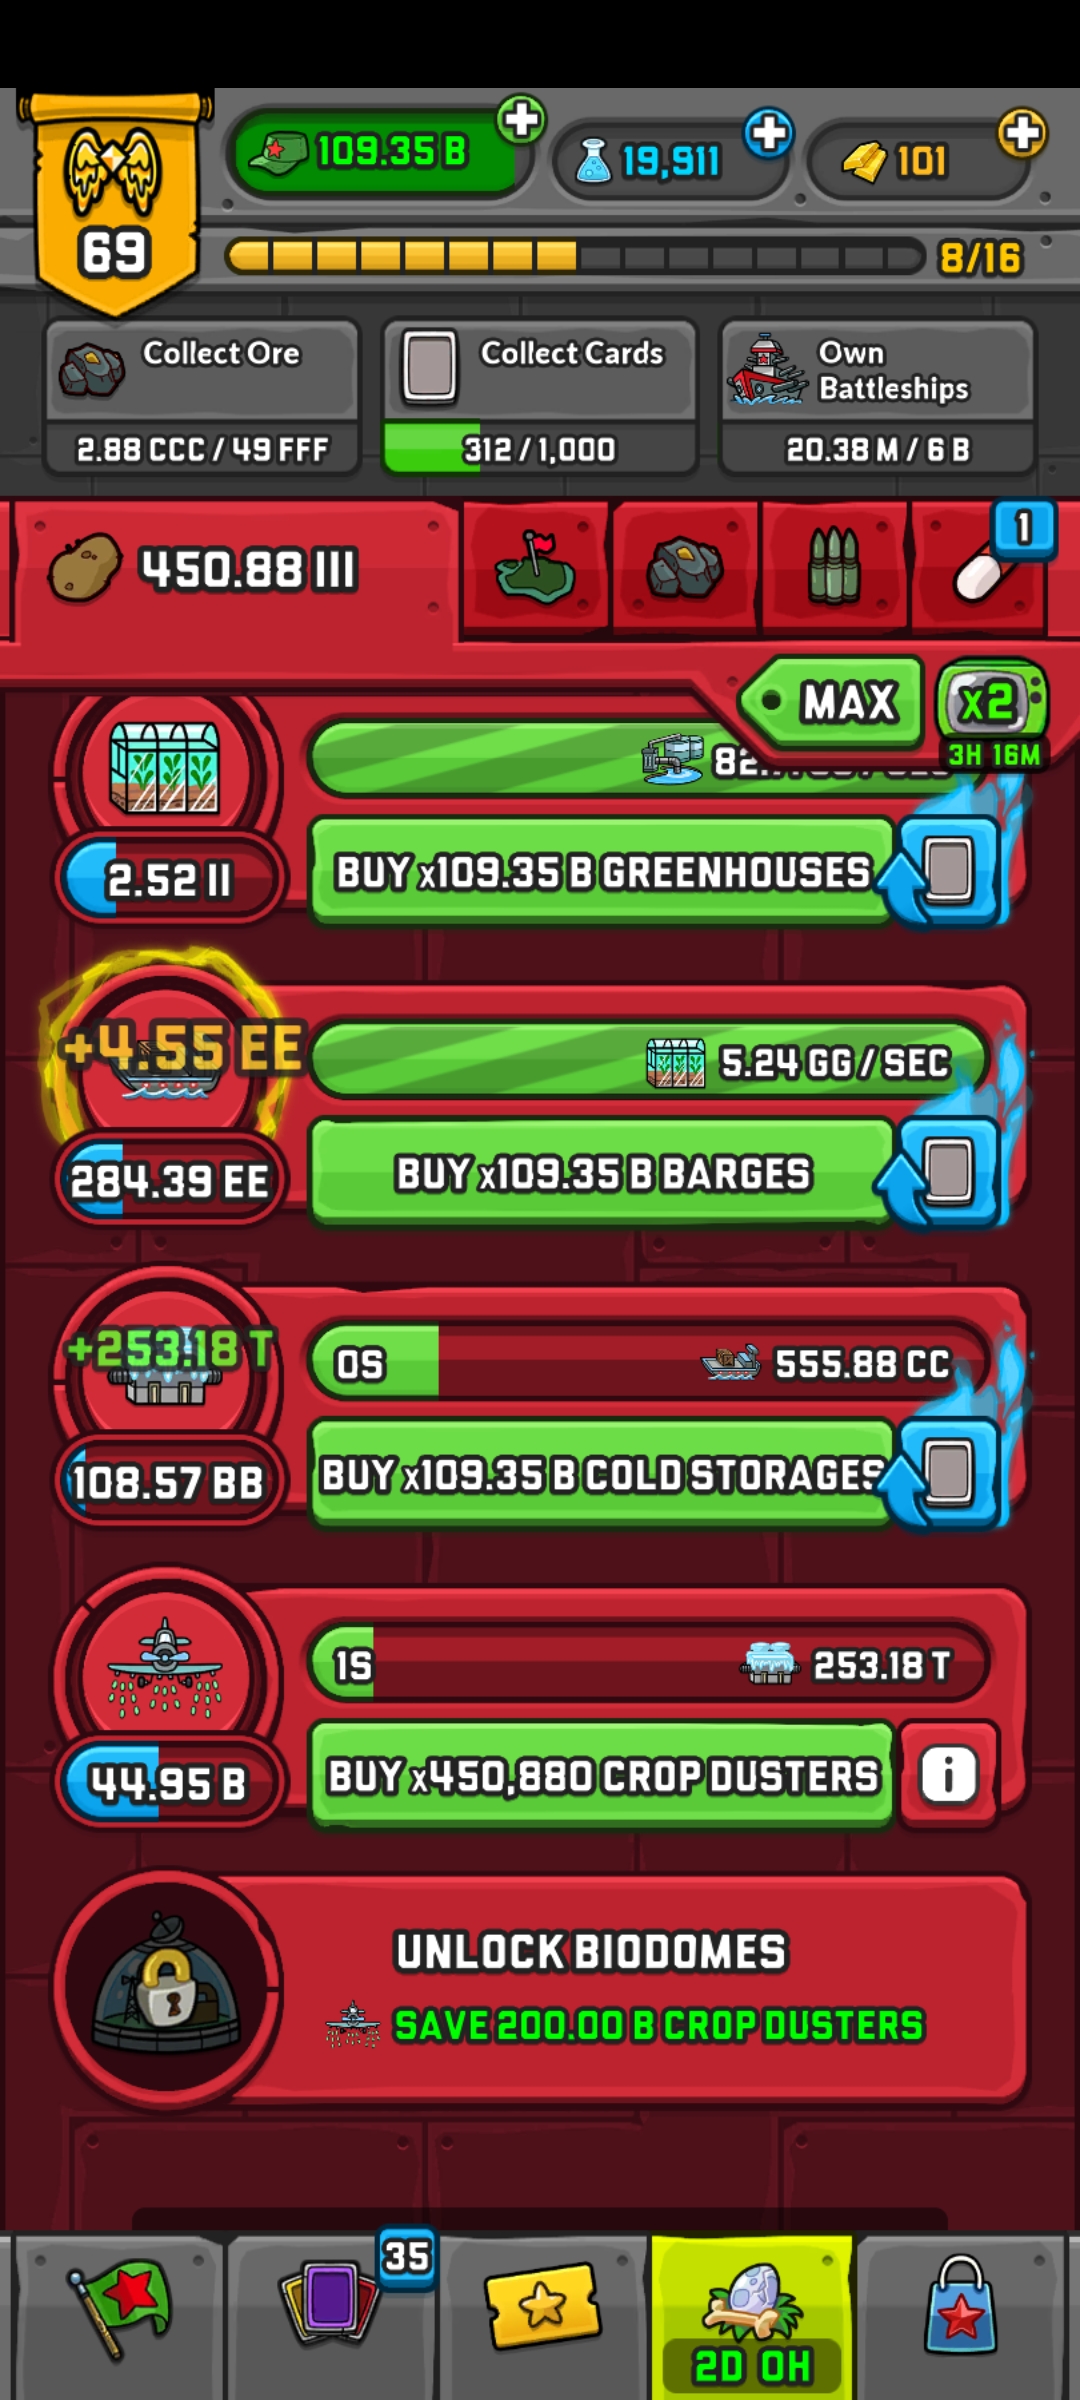 69
109.35 B
19,911
101
8/16
Collect Ore
2.88 CCC / 49 FFF
Collect Cards
312 / 1,000
Own
Battleships
20.38 M / 6 B
450.88 III
1
MAX
x2
3H 16M
2.52 II
BUY x109.35 B GREENHOUSES
+4.55 EE
5.24 GG / SEC
284.39 EE
BUY x109.35 B BARGES
+253.18 T
0S
555.88 CC
108.57 BB
BUY x109.35 B COLD STORAGES
1S
253.18 T
44.95 B
BUY x450,880 CROP DUSTERS
i
UNLOCK BIODOMES
SAVE 200.00 B CROP DUSTERS
35
2D 0H